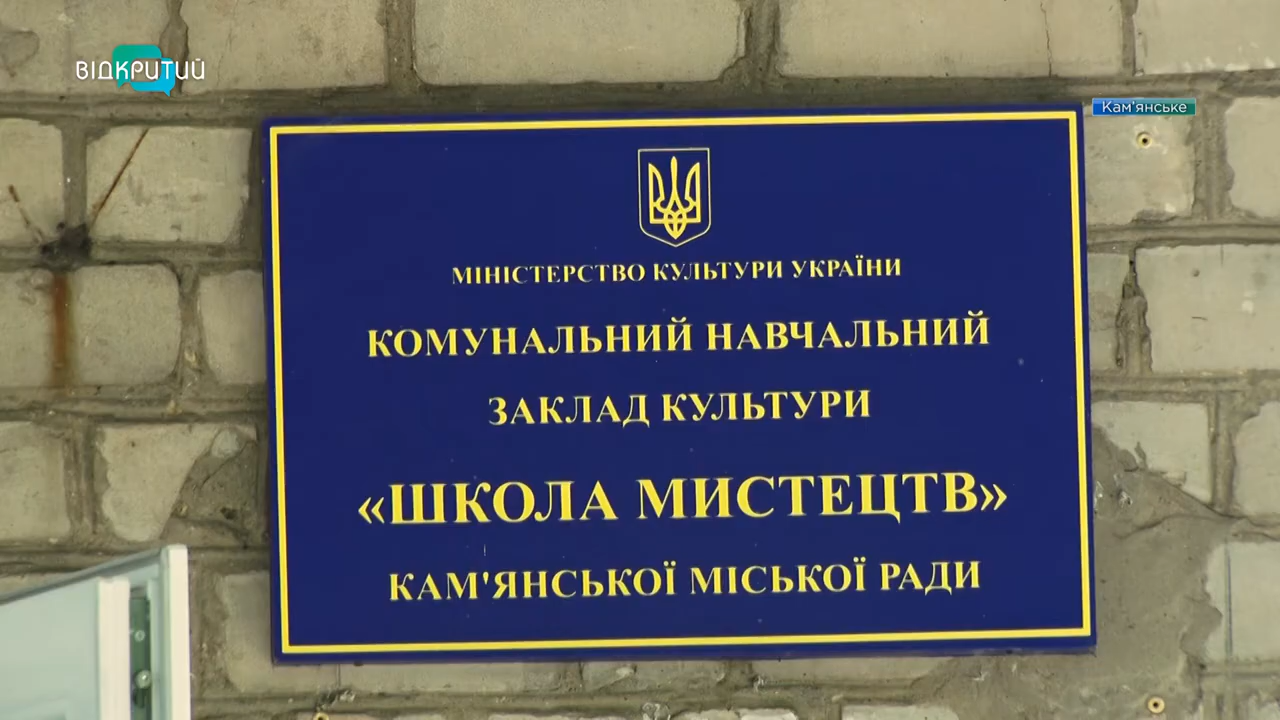 ВІДКРИТИЙ
Кам'янське
МІНІСТЕРСТВО КУЛЬТУРИ УКРАЇНИ
КОМУНАЛЬНИЙ НАВЧАЛЬНИЙ
ЗАКЛАД КУЛЬТУРИ
«ШКОЛА МИСТЕЦТВ»
КАМ'ЯНСЬКОЇ МІСЬКОЇ РАДИ